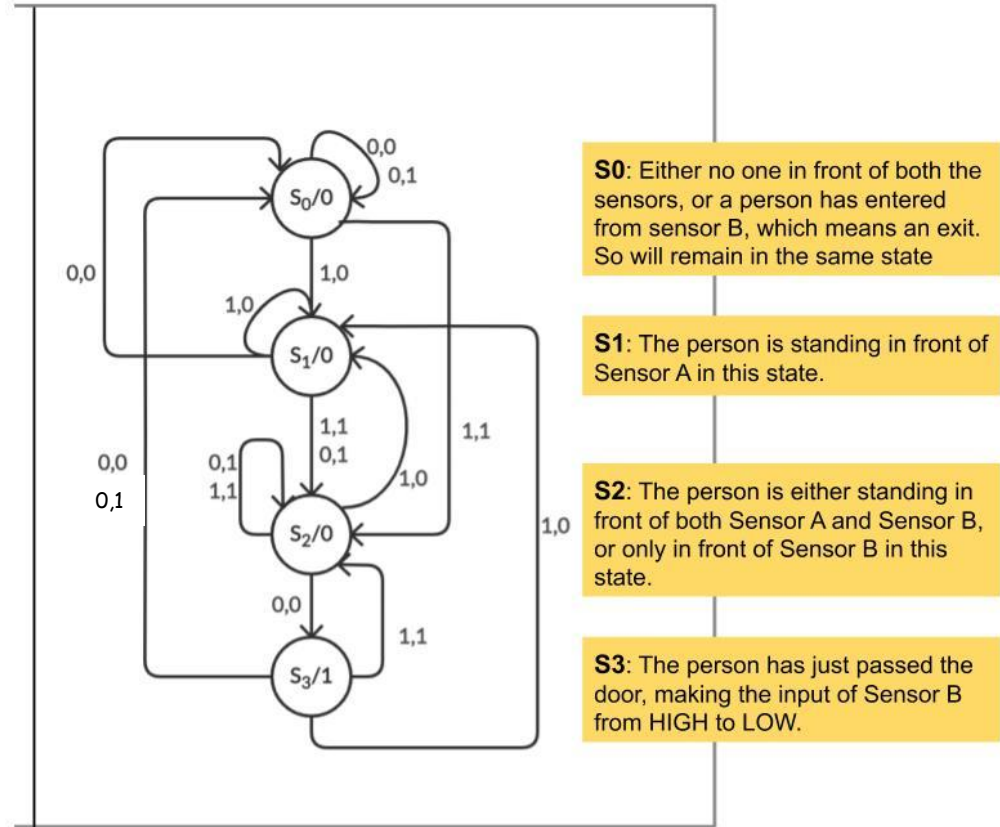 0,0
0,1
S0/0
S0: Either no one in front of both the
sensors, or a person has entered
from sensor B, which means an exit.
So will remain in the same state
0,0
1,0
1,0
S1/0
S1: The person is standing in front of
Sensor A in this state.
1,1
0,1
1,1
0,0
0,1
0,1
1,1
1,0
S2/0
1,0
S2: The person is either standing in
front of both Sensor A and Sensor B,
or only in front of Sensor B in this
state.
0,0
1,1
S3/1
S3: The person has just passed the
door, making the input of Sensor B
from HIGH to LOW.